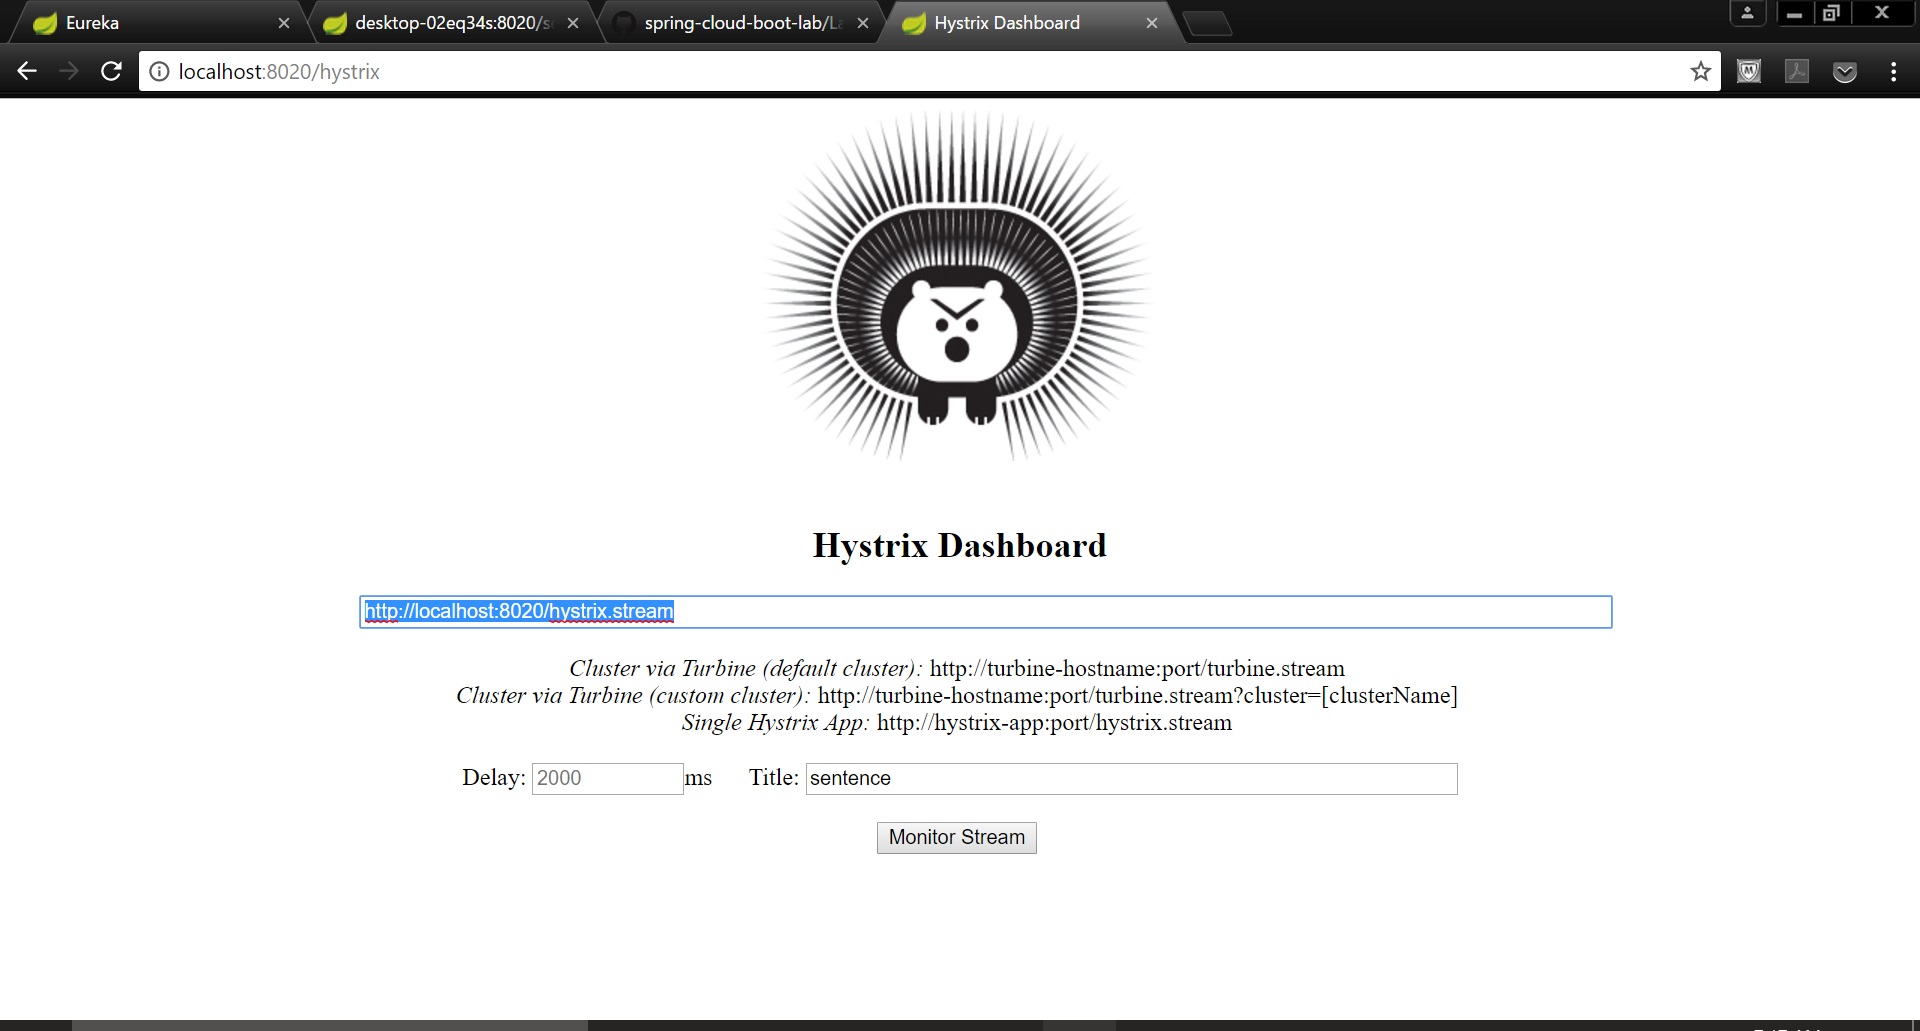 Eureka
desktop-02eq34s:8020/s
spring-cloud-boot-lab/La
Hystrix Dashboard
localhost:8020/hystrix
Hystrix Dashboard
http://localhost:8020/hystrix.stream
Cluster via Turbine (default cluster): http://turbine-hostname:port/turbine.stream
Cluster via Turbine (custom cluster): http://turbine-hostname:port/turbine.stream?cluster=[clusterName]
Single Hystrix App: http://hystrix-app:port/hystrix.stream
Delay: 2000 ms Title: sentence
Monitor Stream